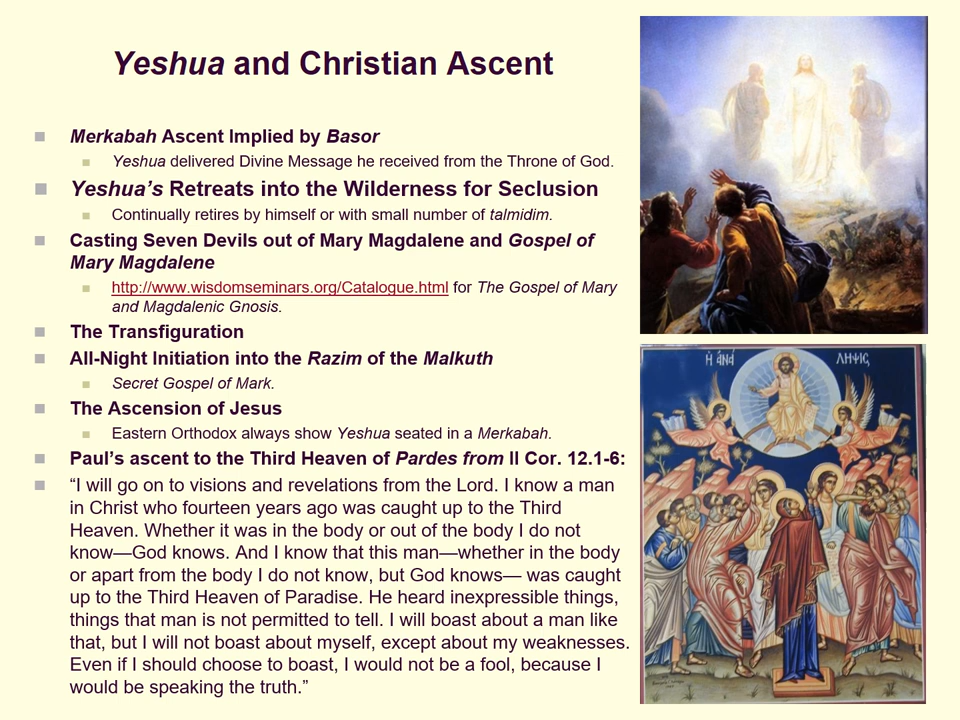 Yeshua and Christian Ascent
Merkabah Ascent Implied by Basor
Yeshua delivered Divine Message he received from the Throne of God.
Yeshua's Retreats into the Wilderness for Seclusion
Continually retires by himself or with small number of talmidim.
Casting Seven Devils out of Mary Magdalene and Gospel of
Mary Magdalene
http://www.wisdomseminars.org/Catalogue.html for The Gospel of Mary
and Magdalenic Gnosis.
The Transfiguration
All-Night Initiation into the Razim of the Malkuth
Secret Gospel of Mark.
The Ascension of Jesus
Eastern Orthodox always show Yeshua seated in a Merkabah.
Paul's ascent to the Third Heaven of Pardes from II Cor. 12.1-6:
“I will go on to visions and revelations from the Lord. I know a man
in Christ who fourteen years ago was caught up to the Third
Heaven. Whether it was in the body or out of the body I do not
know—God knows. And I know that this man—whether in the body
or apart from the body I do not know, but God knows— was caught
up to the Third Heaven of Paradise. He heard inexpressible things,
things that man is not permitted to tell. I will boast about a man like
that, but I will not boast about myself, except about my weaknesses.
Even if I should choose to boast, I would not be a fool, because I
would be speaking the truth.”
Ἡ ἈΝΆ ΛΗΨΙΣ